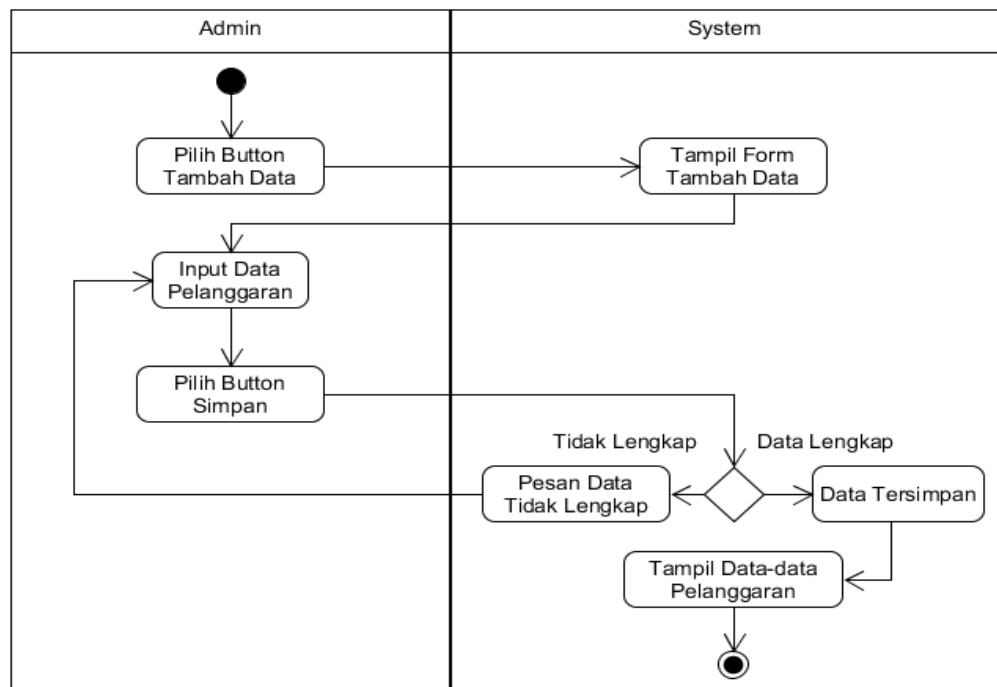 Admin
System
Pilih Button
Tambah Data
Tampil Form
Tambah Data
Input Data
Pelanggaran
Pilih Button
Simpan
Tidak Lengkap
Data Lengkap
Pesan Data
Tidak Lengkap
Data Tersimpan
Tampil Data-data
Pelanggaran